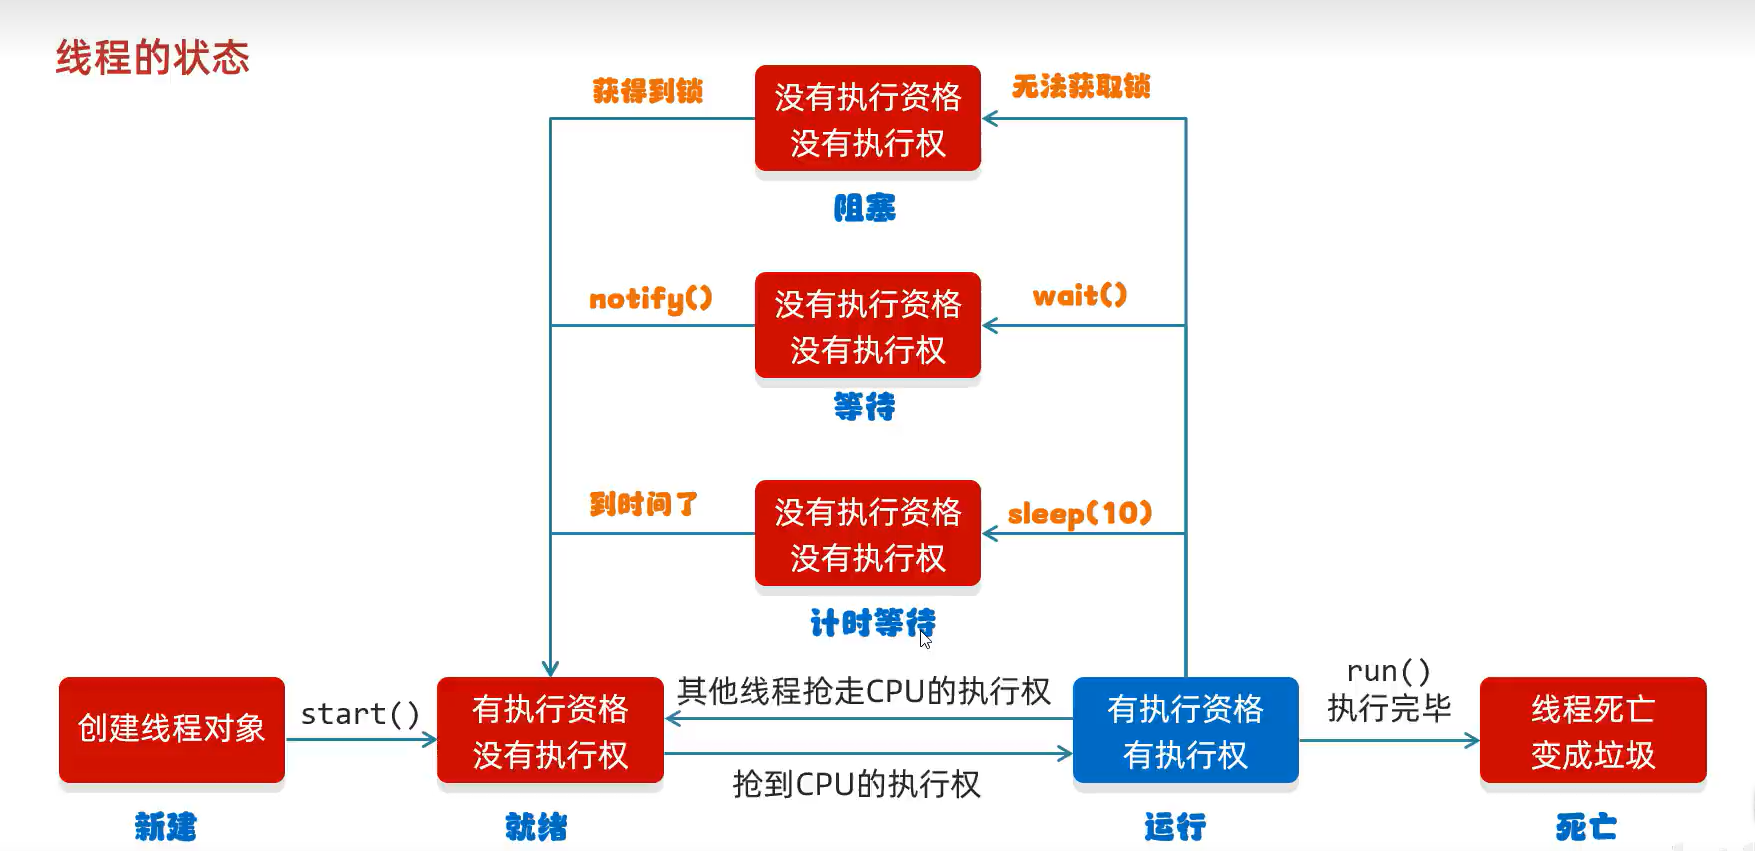 线程的状态
获得到锁
没有执行资格
没有执行权
无法获取锁
阻塞
notify()
没有执行资格
没有执行权
wait()
等待
到时间了
没有执行资格
没有执行权
sleep(10)
计时等待
创建线程对象
start()
有执行资格
没有执行权
其他线程抢走CPU的执行权
抢到CPU的执行权
有执行资格
有执行权
run()
执行完毕
线程死亡
变成垃圾
新建
就绪
运行
死亡